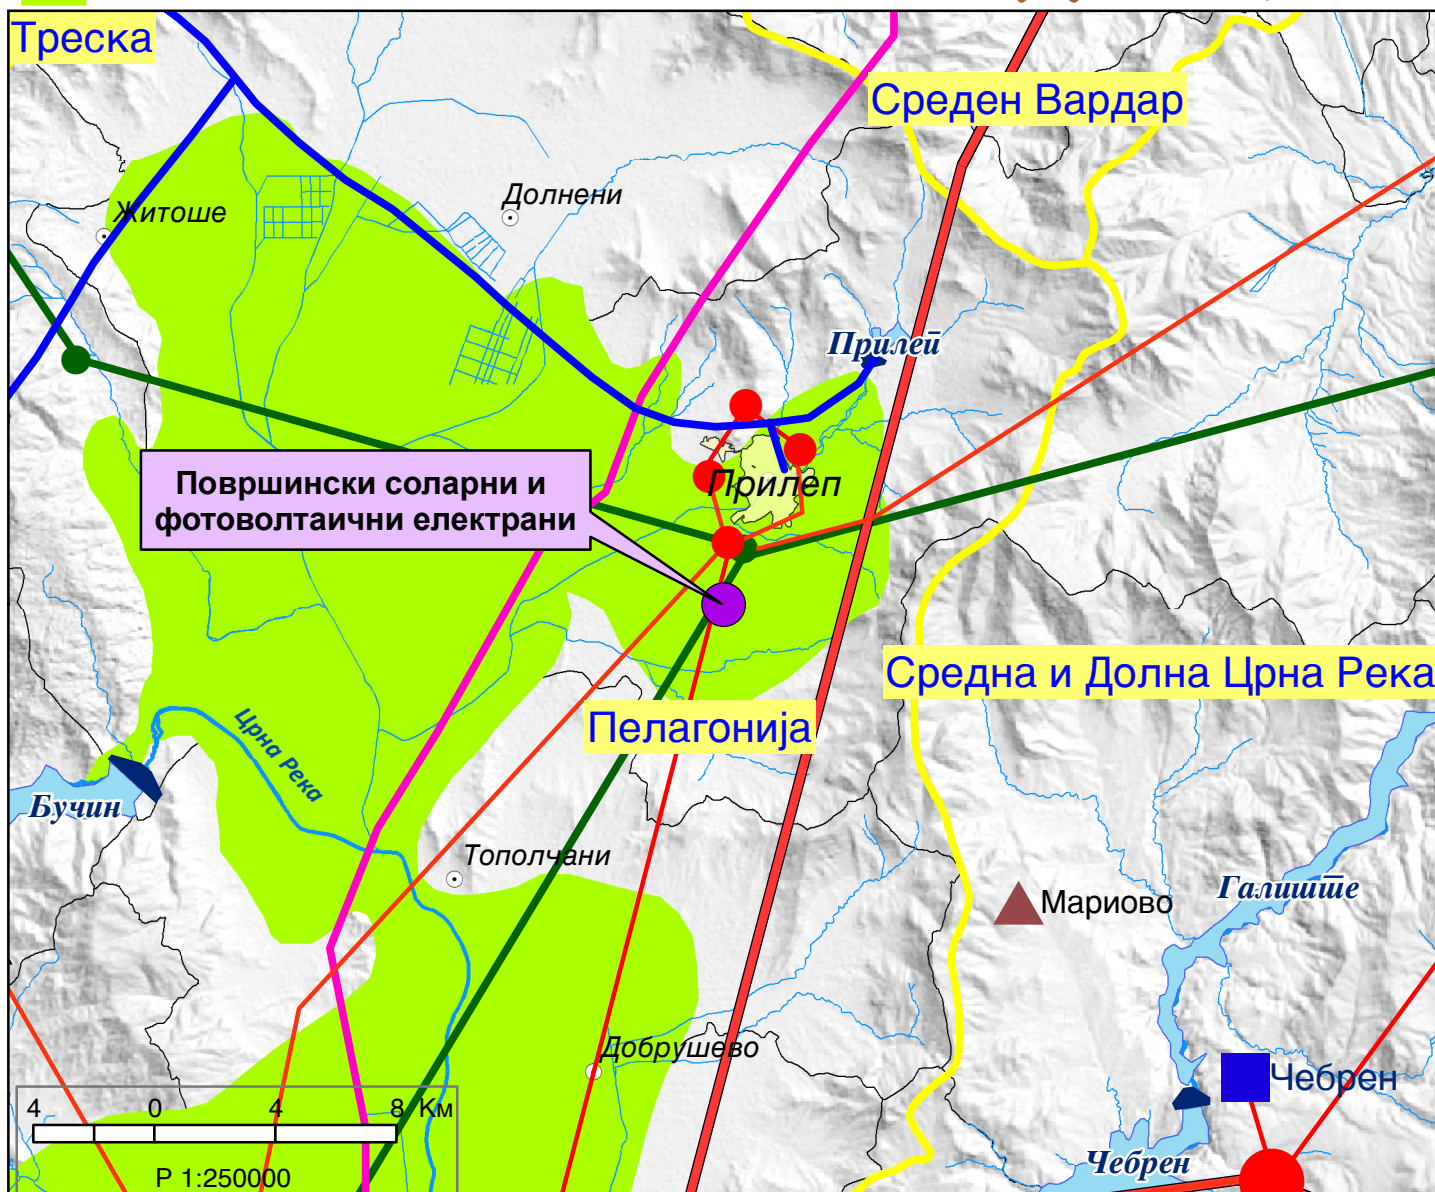 Треска
Среден Вардар
Долнени
Житоше
Прилеп
Површински соларни и
фотоволтаични електрани
Прилеп
Средна и Долна Црна Река
Пелагонија
Црна Река
Бучин
Тополчани
Галиште
Мариово
Добрушево
Чебрен
4 0 4 8 Км
Чебрен
Р 1:250000